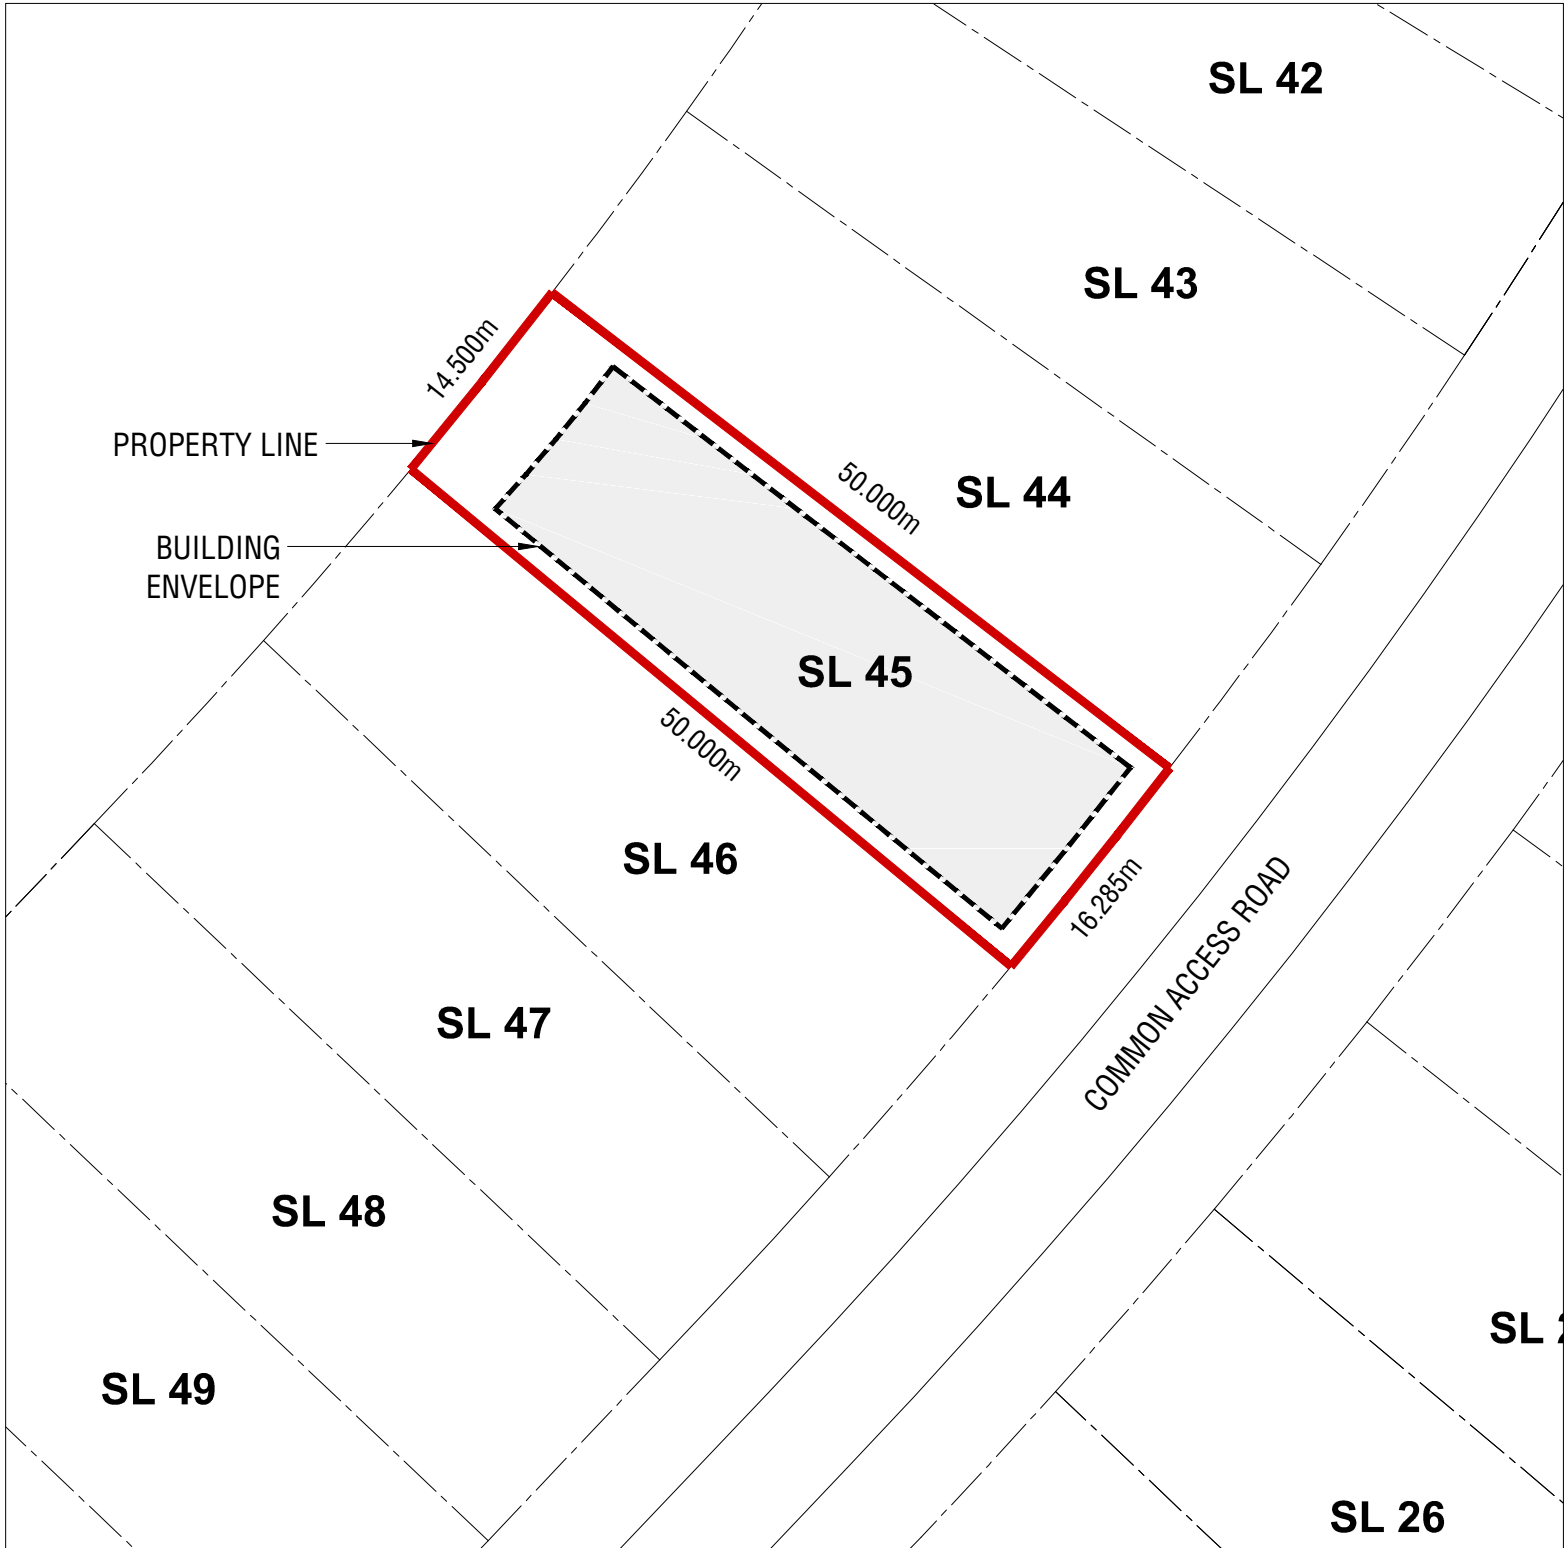 SL 42
SL 43
14.500m
PROPERTY LINE
50.000m
SL 44
BUILDING
ENVELOPE
SL 45
50.000m
SL 46
16.285m
COMMON ACCESS ROAD
SL 47
SL 48
SL
SL 49
SL 26